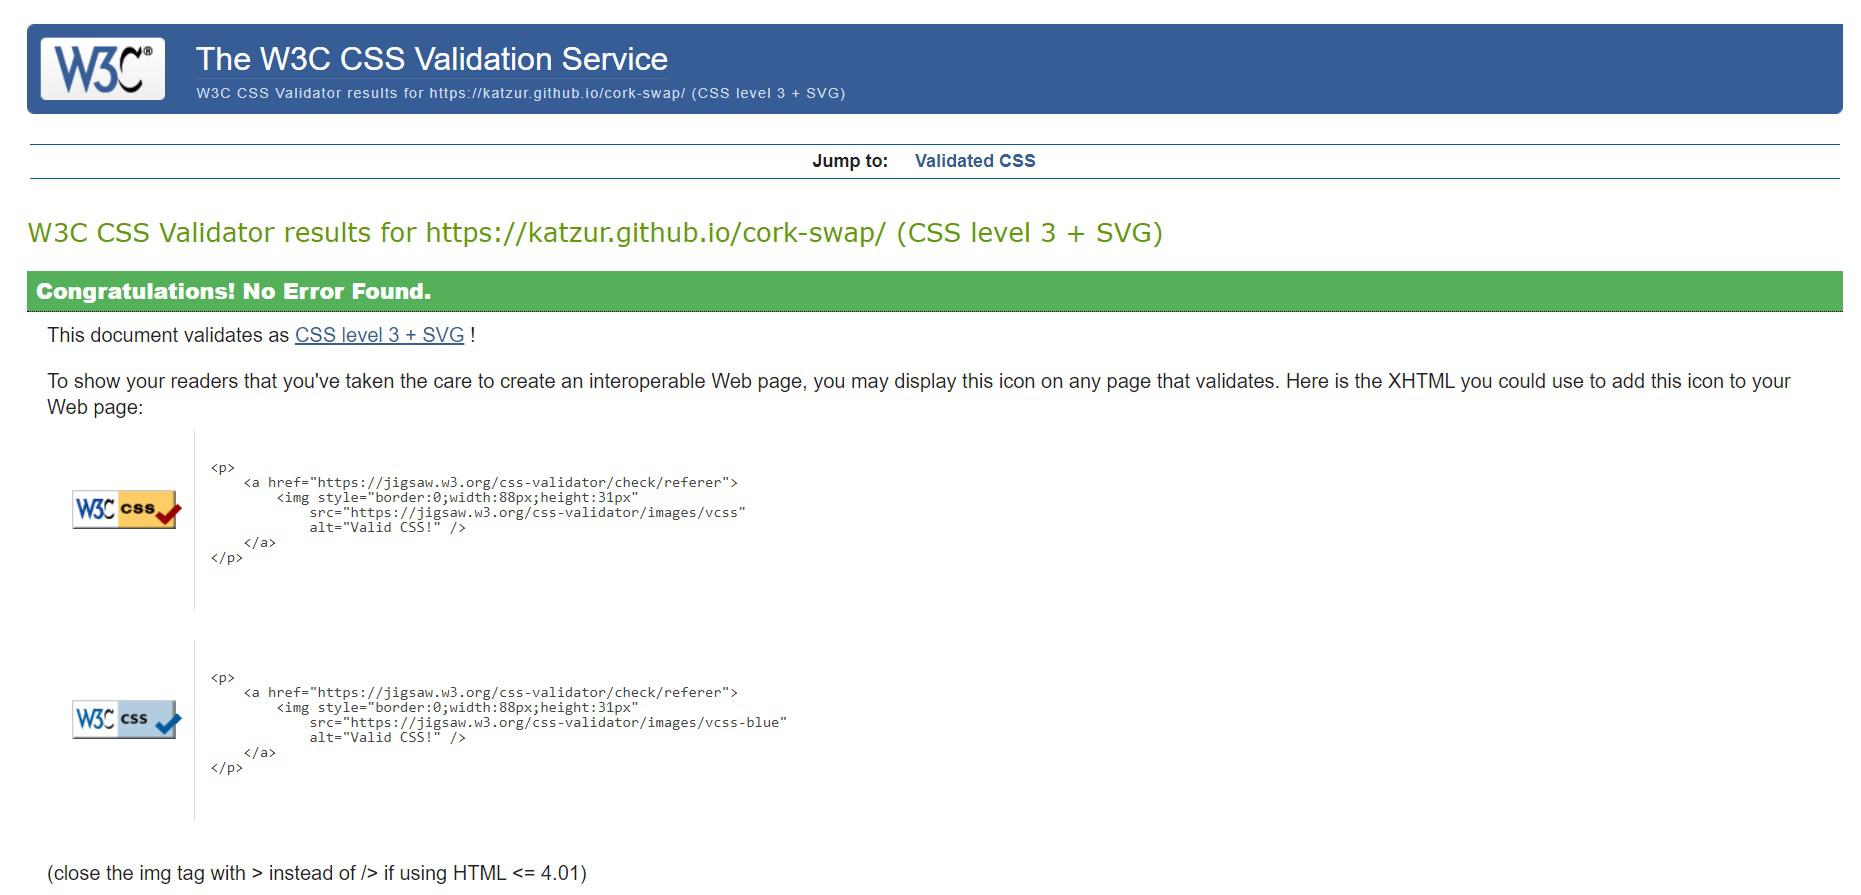 W3C®
The W3C CSS Validation Service
W3C CSS Validator results for https://katzur.github.io/cork-swap/ (CSS level 3 + SVG)
Jump to: Validated CSS
W3C CSS Validator results for https://katzur.github.io/cork-swap/ (CSS level 3 + SVG)
Congratulations! No Error Found.
This document validates as CSS level 3 + SVG !
To show your readers that you've taken the care to create an interoperable Web page, you may display this icon on any page that validates. Here is the XHTML you could use to add this icon to your
Web page:
W3C css
<p>
    <a href="https://jigsaw.w3.org/css-validator/check/referer">
        <img style="border:0;width:88px;height:31px"
            src="https://jigsaw.w3.org/css-validator/images/vcss"
            alt="Valid CSS!" />
    </a>
</p>
W3C css
<p>
    <a href="https://jigsaw.w3.org/css-validator/check/referer">
        <img style="border:0;width:88px;height:31px"
            src="https://jigsaw.w3.org/css-validator/images/vcss-blue"
            alt="Valid CSS!" />
    </a>
</p>
(close the img tag with > instead of /> if using HTML <= 4.01)